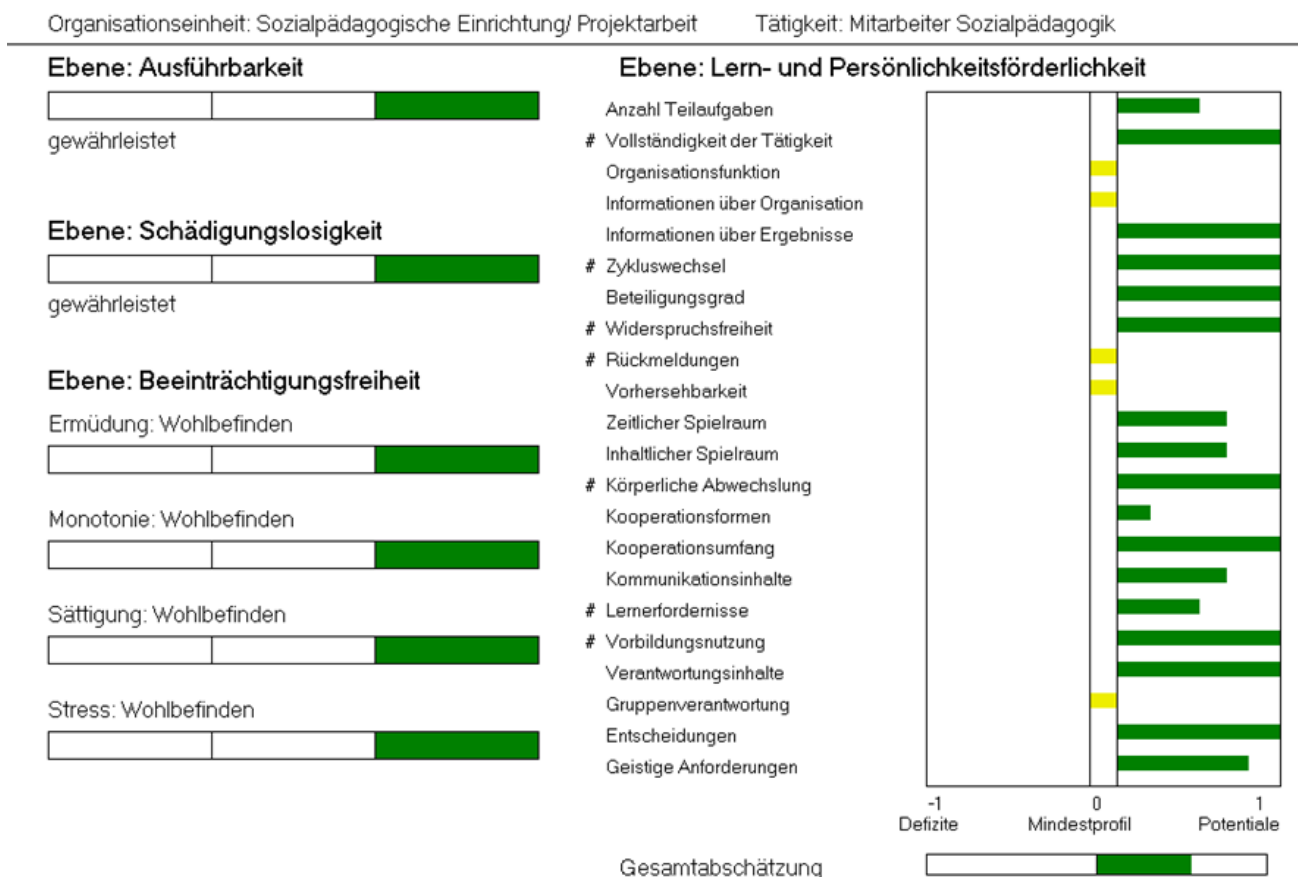 Organisationseinheit: Sozialpädagogische Einrichtung/ Projektarbeit Tätigkeit: Mitarbeiter Sozialpädagogik
Ebene: Ausführbarkeit
gewährleistet
Ebene: Schädigungslosigkeit
gewährleistet
Ebene: Beeinträchtigungsfreiheit
Ermüdung: Wohlbefinden
Monotonie: Wohlbefinden
Sättigung: Wohlbefinden
Stress: Wohlbefinden
Ebene: Lern- und Persönlichkeitsförderlichkeit
Anzahl Teilaufgaben
# Vollständigkeit der Tätigkeit
Organisationsfunktion
Informationen über Organisation
Informationen über Ergebnisse
# Zykluswechsel
Beteiligungsgrad
# Widerspruchsfreiheit
# Rückmeldungen
Vorhersehbarkeit
Zeitlicher Spielraum
Inhaltlicher Spielraum
# Körperliche Abwechslung
Kooperationsformen
Kooperationsumfang
Kommunikationsinhalte
# Lernerfordernisse
# Vorbildungsnutzung
Verantwortungsinhalte
Gruppenverantwortung
Entscheidungen
Geistige Anforderungen
-1 0 1
Defizite Mindestprofil Potentiale
Gesamtabschätzung